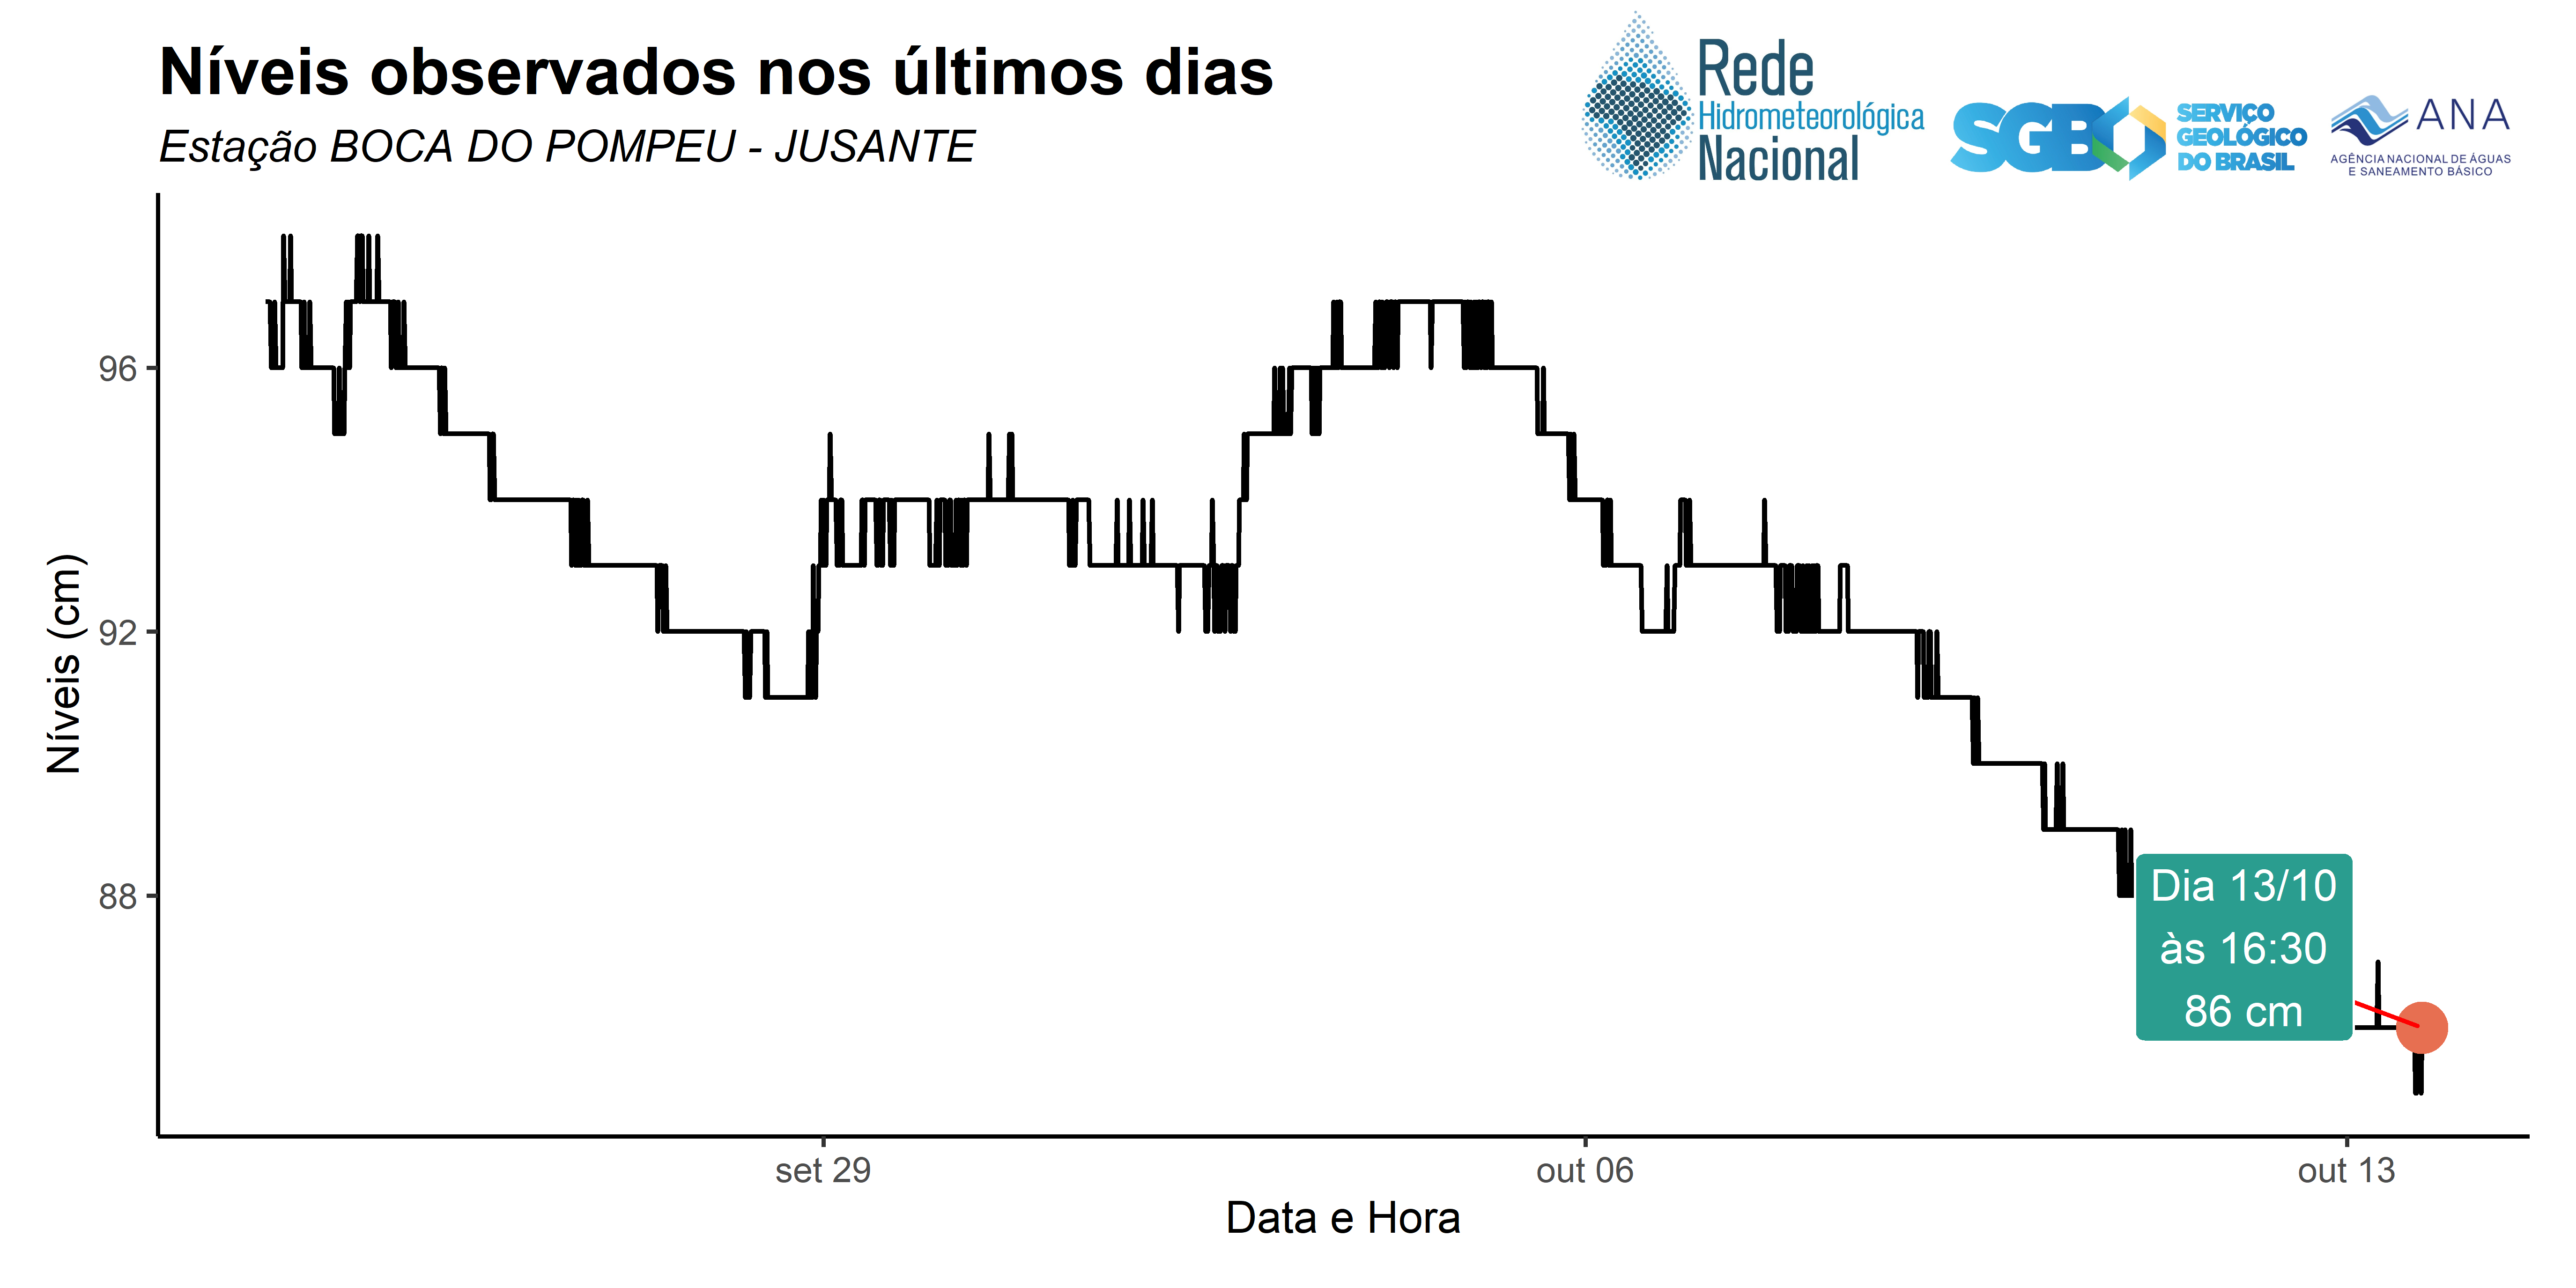 Níveis observados nos últimos dias
Estação BOCA DO POMPEU - JUSANTE
Rede
Hidrometeorológica
Nacional
SGB
SERVIÇO
GEOLÓGICO
DO BRASIL
ANA
AGÊNCIA NACIONAL DE ÁGUAS
E SANEAMENTO BÁSICO
Níveis (cm)
96
92
88
Dia 13/10
às 16:30
86 cm
set 29
out 06
out 13
Data e Hora